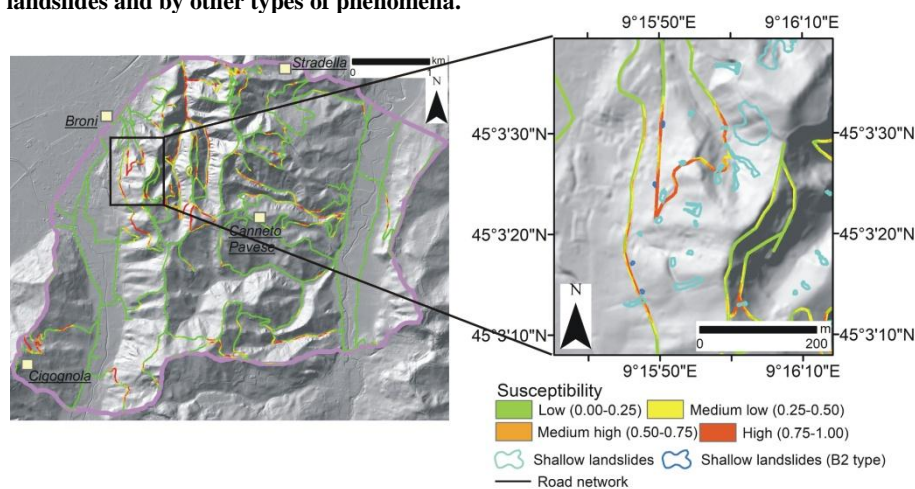 landslides and by other types of phenomena.
9°15'50"E 9°16'10"E
Stradella
km
0 1
N
Broni
45°3'30"N 45°3'30"N
Canneto
Pavese
45°3'20"N 45°3'20"N
N
m
0 200
45°3'10"N 45°3'10"N
Cigognola
9°15'50"E 9°16'10"E
Susceptibility
Low (0.00-0.25) Medium low (0.25-0.50)
Medium high (0.50-0.75) High (0.75-1.00)
Shallow landslides Shallow landslides (B2 type)
Road network